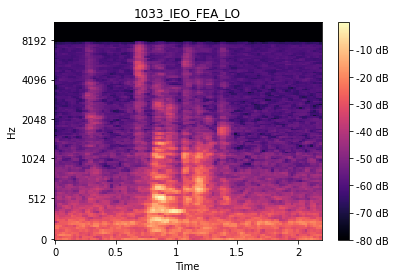 1033_IEO_FEA_LO
Hz
8192
4096
2048
1024
512
0
0
0.5
1
1.5
2
Time
-10 dB
-20 dB
-30 dB
-40 dB
-50 dB
-60 dB
-70 dB
-80 dB